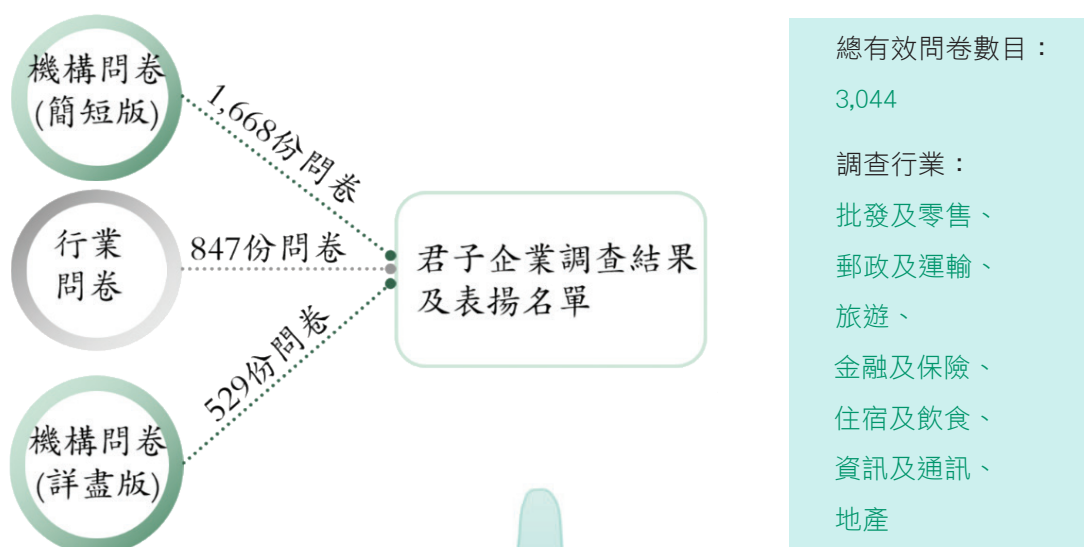 機構問卷
(簡短版)
1,668份問卷
行業
問卷
847份問卷
機構問卷
(詳盡版)
529份問卷
君子企業調查結果
及表揚名單
總有效問卷數目：
3,044
調查行業：
批發及零售、
郵政及運輸、
旅遊、
金融及保險、
住宿及飲食、
資訊及通訊、
地產